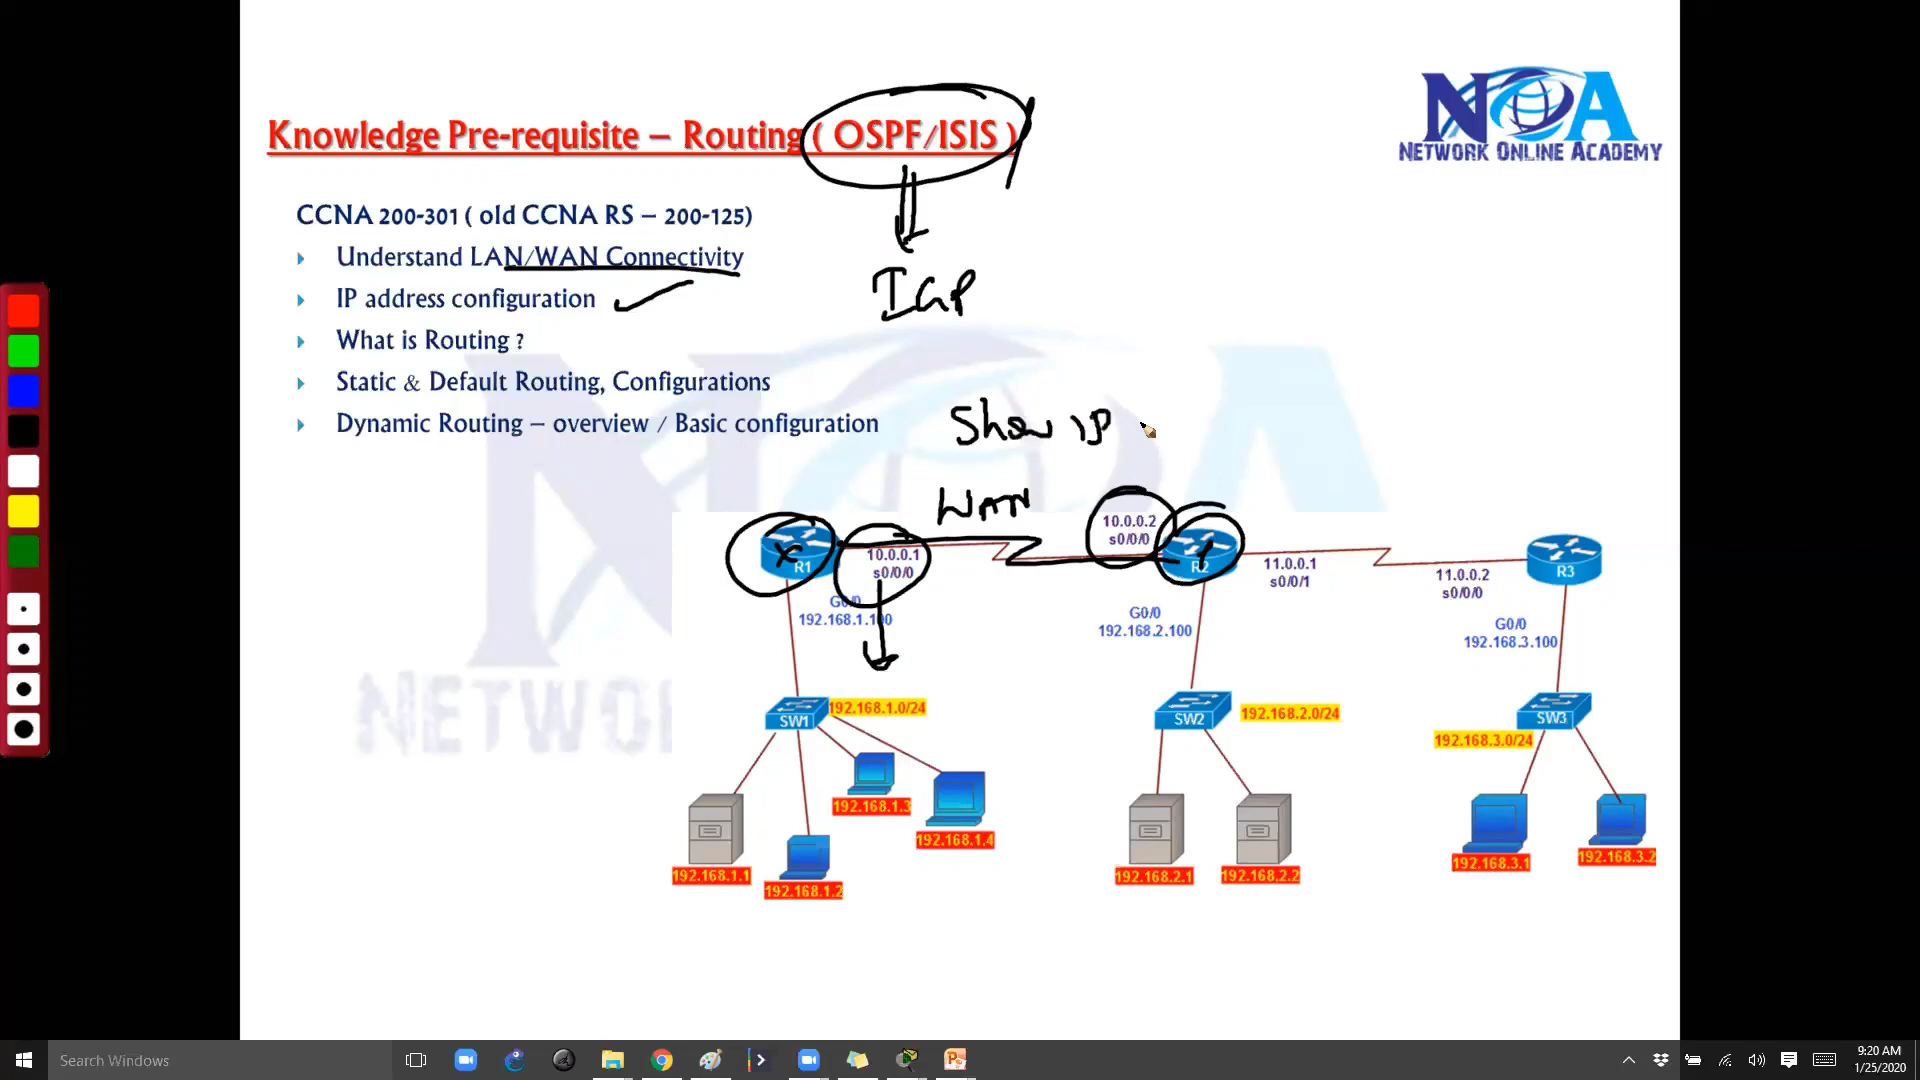 Knowledge Pre-requisite – Routing ( OSPF/ISIS )
NOA
NETWORK ONLINE ACADEMY
CCNA 200-301 ( old CCNA RS – 200-125)
Understand LAN/WAN Connectivity
IP address configuration
IGP
What is Routing ?
Static & Default Routing, Configurations
Dynamic Routing – overview / Basic configuration
Show IP
WAN
10.0.0.2
s0/0/0
10.0.0.1
s0/0/0
R1
R2
11.0.0.1
s0/0/1
11.0.0.2
s0/0/0
R3
G0/0
192.168.1.100
G0/0
192.168.2.100
G0/0
192.168.3.100
NETWOR
SW1
192.168.1.0/24
SW2
192.168.2.0/24
SW3
192.168.3.0/24
192.168.1.3
192.168.1.4
192.168.1.1
192.168.1.2
192.168.2.1
192.168.2.2
192.168.3.1
192.168.3.2
Search Windows
9:20 AM
1/25/2020